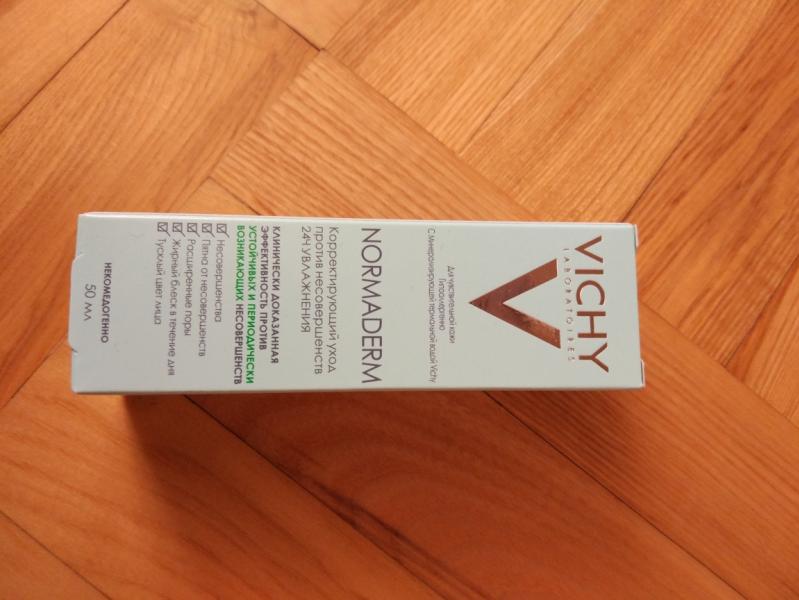 VICHY
LABORATOIRES
Для чувствительной кожи
Гипоаллергенно
С минерализирующей термальной водой Vichy
NORMADERM
Корректирующий уход
против несовершенств
24Ч УВЛАЖНЕНИЯ
КЛИНИЧЕСКИ ДОКАЗАННАЯ
ЭФФЕКТИВНОСТЬ ПРОТИВ
УСТОЙЧИВЫХ И ПЕРИОДИЧЕСКИ
ВОЗНИКАЮЩИХ НЕСОВЕРШЕНСТВ
Несовершенства
Пятна от несовершенств
Расширенные поры
Жирный блеск в течение дня
Тусклый цвет лица
НЕКОМЕДОГЕННО
50 МЛ